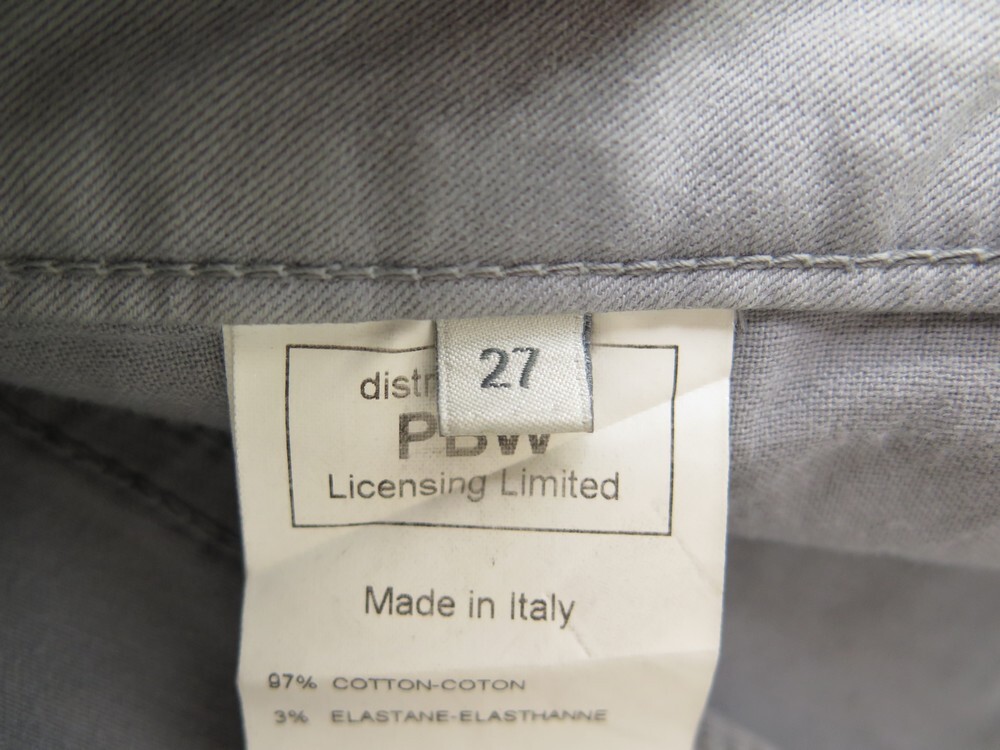 27
PBW
Licensing Limited
Made in Italy
97% COTTON-COTON
3% ELASTANE-ELASTHANNE